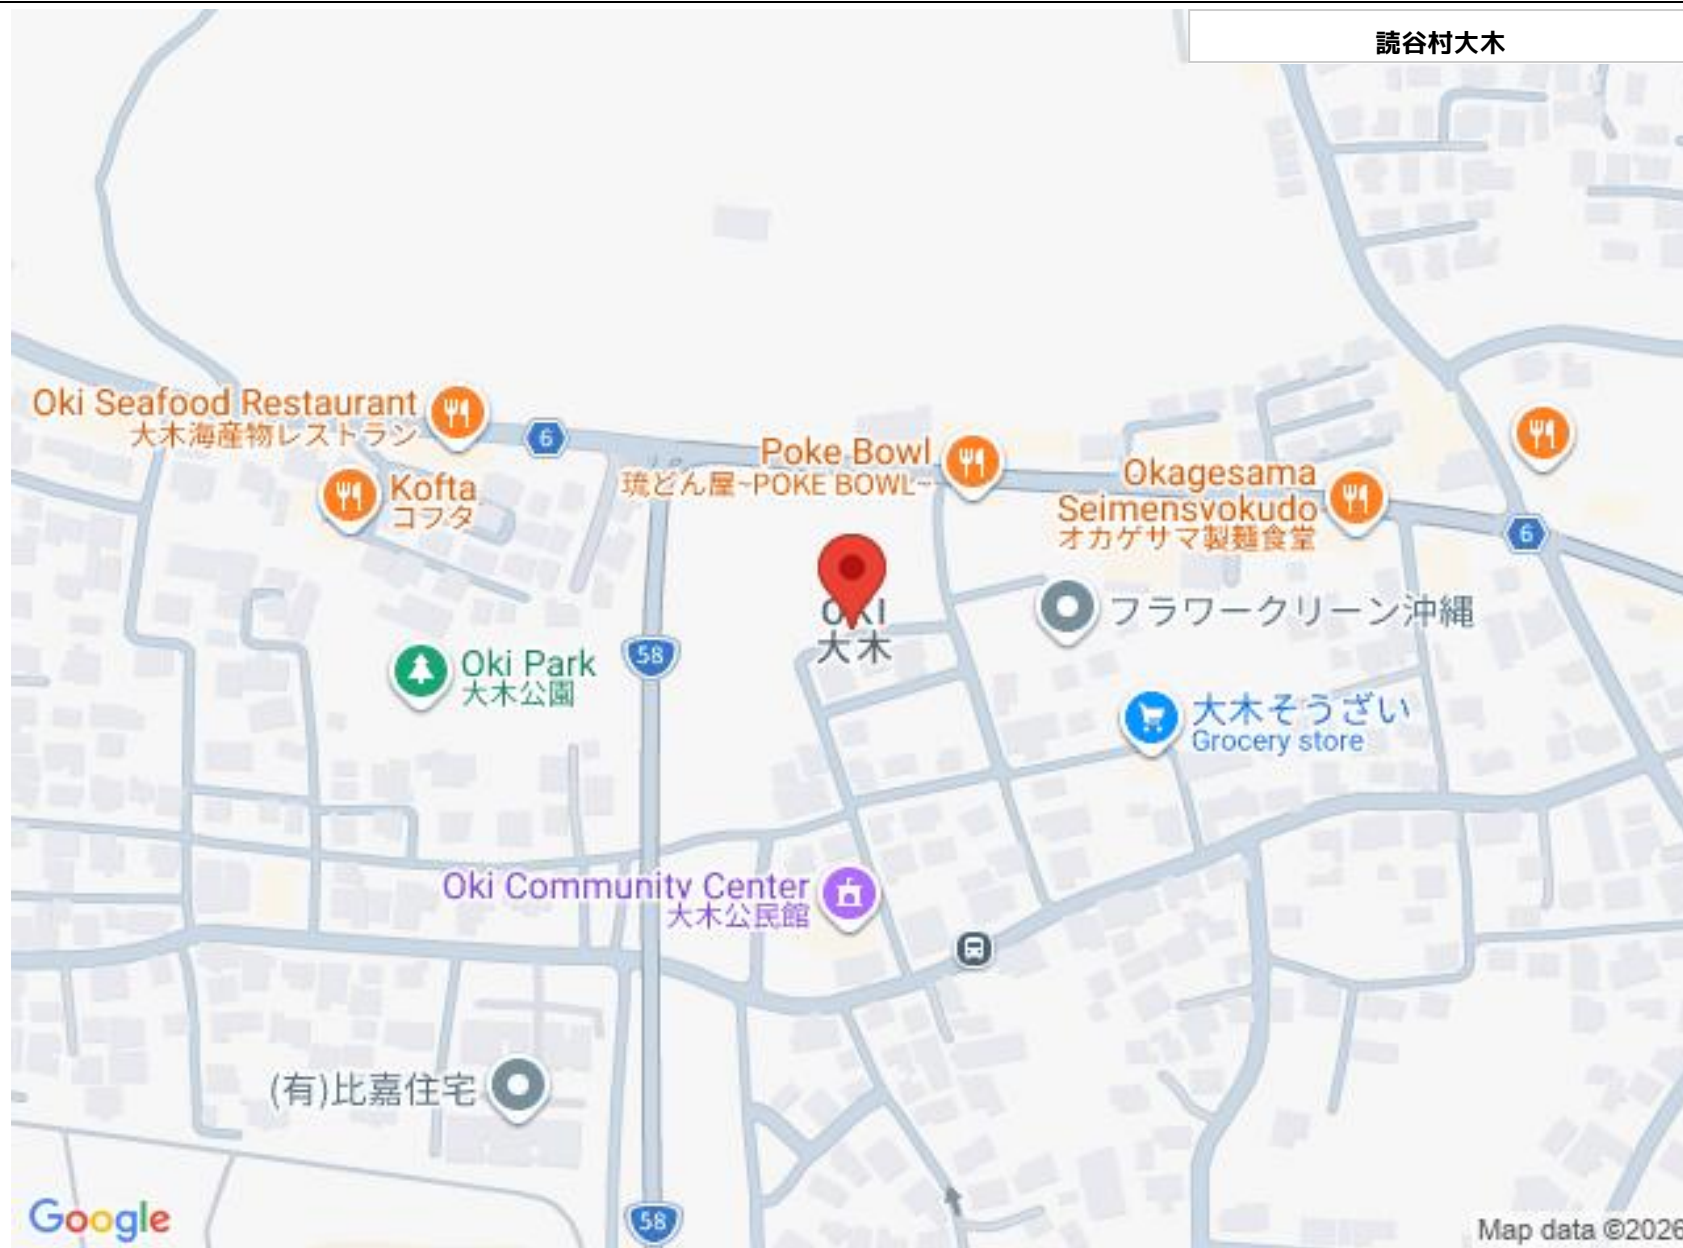 読谷村大木
Oki Seafood Restaurant
大木海産物レストラン
6
Poke Bowl
琉どん屋~POKE BOWL~
Kofta
コフタ
Okagesama
Seimensyokudo
オカゲサマ製麺食堂
6
OKI
大木
フラワークリーン沖縄
Oki Park
大木公園
58
大木そうざい
Grocery store
Oki Community Center
大木公民館
(有)比嘉住宅
58
Google
Map data ©2026